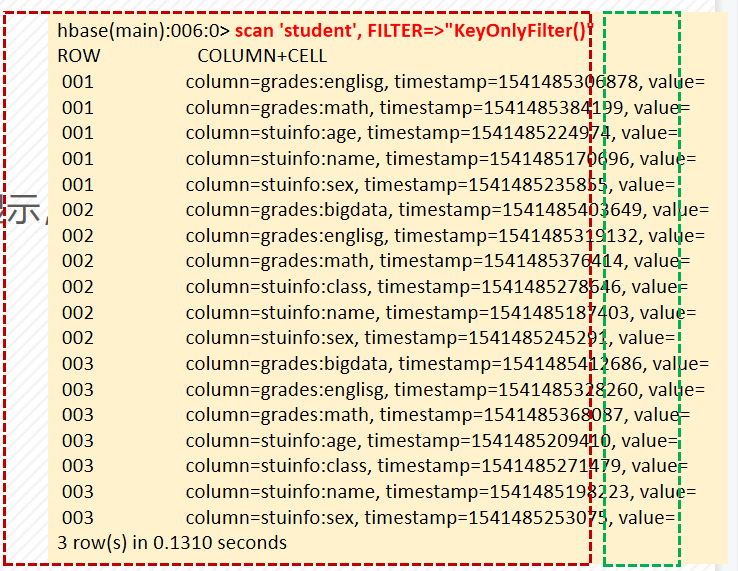 hbase(main):006:0> scan 'student', FILTER=>"KeyOnlyFilter()"
ROW COLUMN+CELL
001 column=grades:englisg, timestamp=1541485306878, value=
001 column=grades:math, timestamp=1541485384199, value=
001 column=stuinfo:age, timestamp=1541485224974, value=
001 column=stuinfo:name, timestamp=1541485170696, value=
001 column=stuinfo:sex, timestamp=1541485235855, value=
示,
002 column=grades:bigdata, timestamp=1541485403649, value=
002 column=grades:englisg, timestamp=1541485319132, value=
002 column=grades:math, timestamp=1541485376414, value=
002 column=stuinfo:class, timestamp=1541485278646, value=
002 column=stuinfo:name, timestamp=1541485187403, value=
002 column=stuinfo:sex, timestamp=1541485245291, value=
003 column=grades:bigdata, timestamp=1541485412686, value=
003 column=grades:englisg, timestamp=1541485328260, value=
003 column=grades:math, timestamp=1541485368087, value=
003 column=stuinfo:age, timestamp=1541485209410, value=
003 column=stuinfo:class, timestamp=1541485271479, value=
003 column=stuinfo:name, timestamp=1541485198223, value=
003 column=stuinfo:sex, timestamp=1541485253075, value=
3 row(s) in 0.1310 seconds